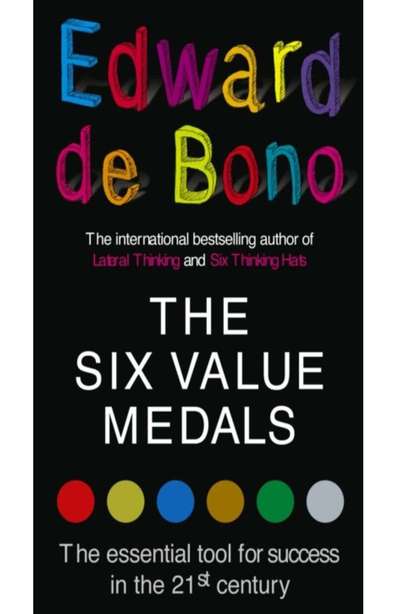 Edward
de Bono
The international bestselling author of
Lateral Thinking and Six Thinking Hats
THE
SIX VALUE
MEDALS
The essential tool for success
in the 21st century